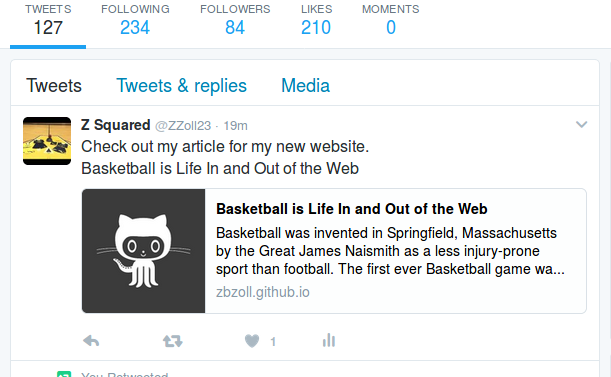 TWEETS FOLLOWING FOLLOWERS LIKES MOMENTS
127 234 84 210 0
Tweets Tweets & replies Media
Z Squared @ZZoll23 · 19m
Check out my article for my new website.
Basketball is Life In and Out of the Web
Basketball is Life In and Out of the Web
Basketball was invented in Springfield, Massachusetts
by the Great James Naismith as a less injury-prone
sport than football. The first ever Basketball game wa...
zbzoll.github.io
1
You Retweeted